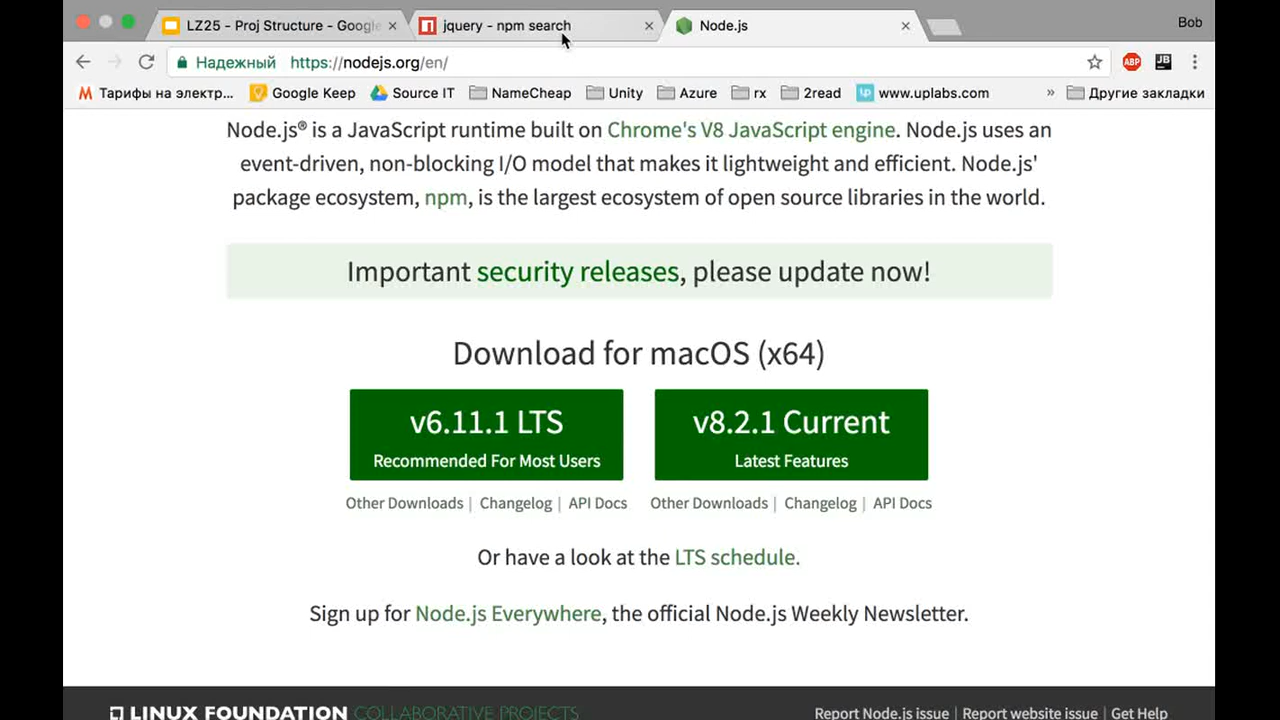 LZ25 - Proj Structure - Google
jquery - npm search
Node.js
Bob
Надежный https://nodejs.org/en/
ABP
JB
Тарифы на электр...
Google Keep
Source IT
NameCheap
Unity
Azure
rx
2read
up
www.uplabs.com
»
Другие закладки
Node.js® is a JavaScript runtime built on Chrome's V8 JavaScript engine. Node.js uses an
event-driven, non-blocking I/O model that makes it lightweight and efficient. Node.js'
package ecosystem, npm, is the largest ecosystem of open source libraries in the world.
Important security releases, please update now!
Download for macOS (x64)
v6.11.1 LTS
Recommended For Most Users
v8.2.1 Current
Latest Features
Other Downloads | Changelog | API Docs
Other Downloads | Changelog | API Docs
Or have a look at the LTS schedule.
Sign up for Node.js Everywhere, the official Node.js Weekly Newsletter.
LINUX FOUNDATION COLLABORATIVE PROJECTS
Report Node.js issue | Report website issue | Get Help